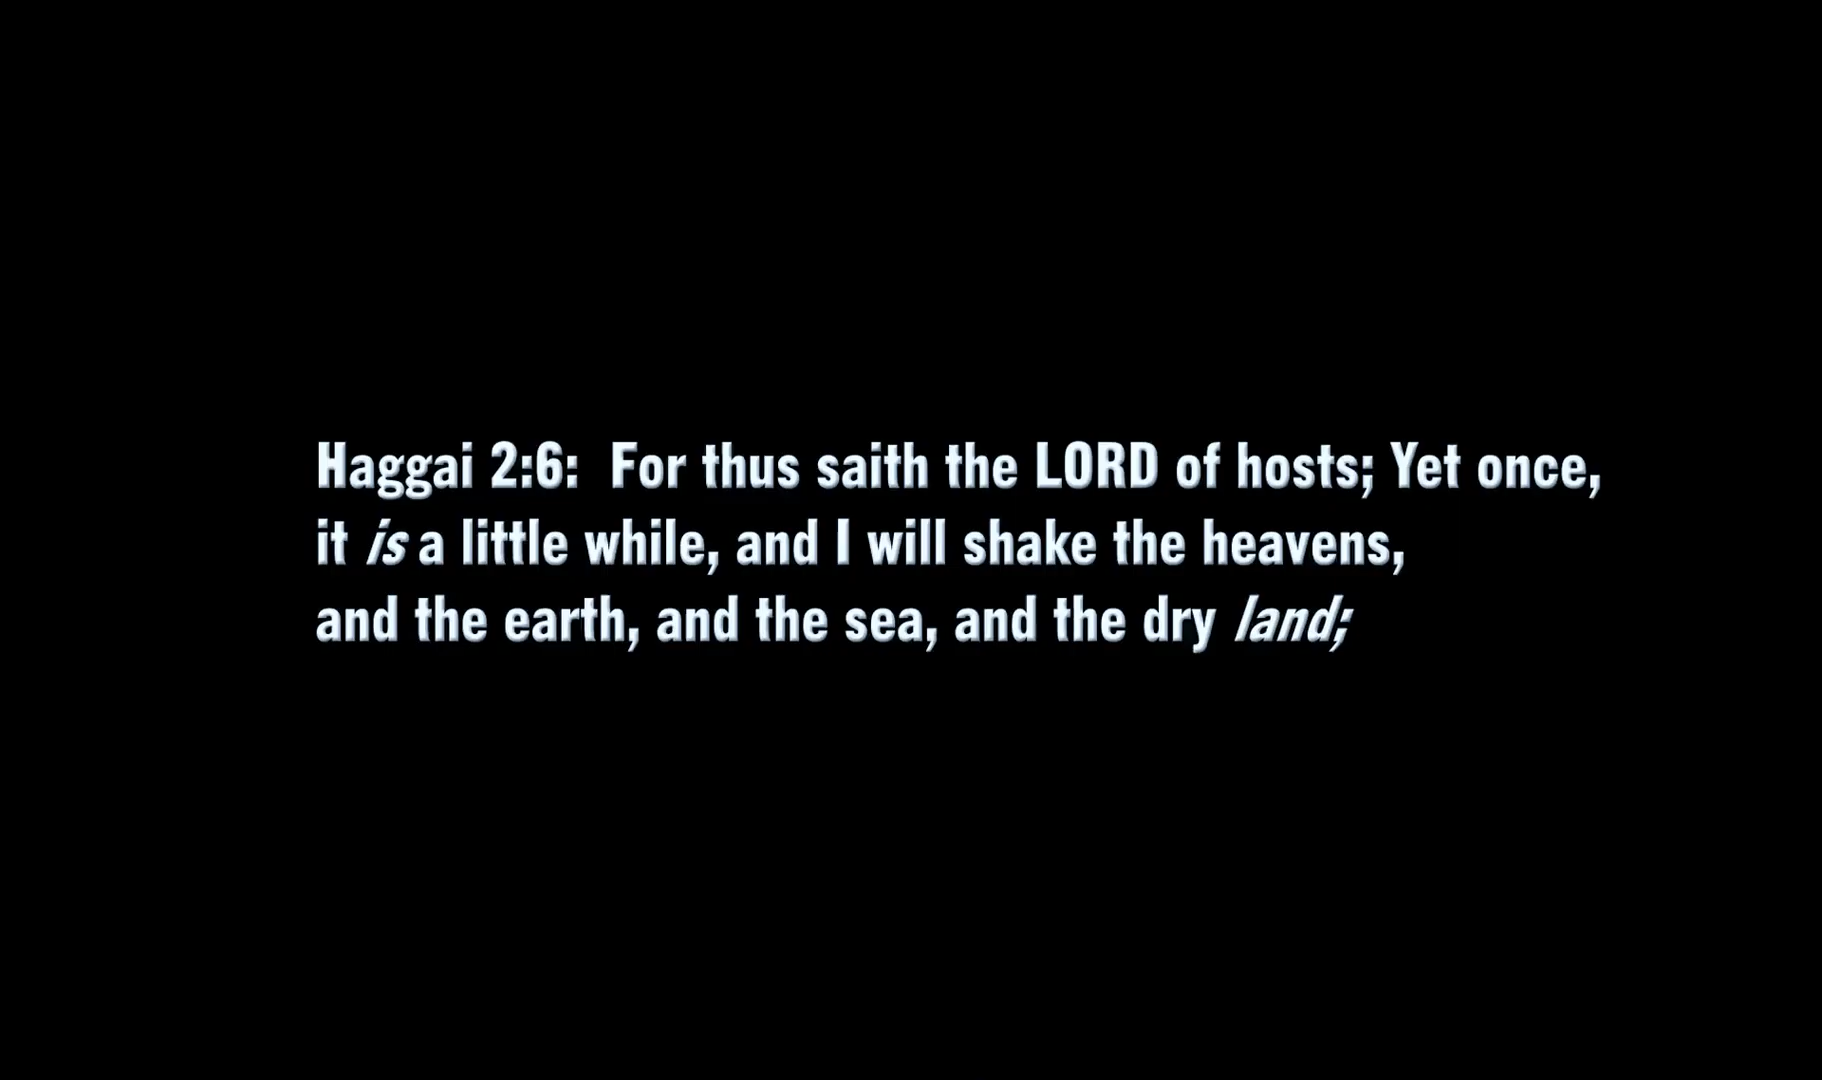 Haggai 2:6:  For thus saith the LORD of hosts; Yet once,
it is a little while, and I will shake the heavens,
and the earth, and the sea, and the dry land;